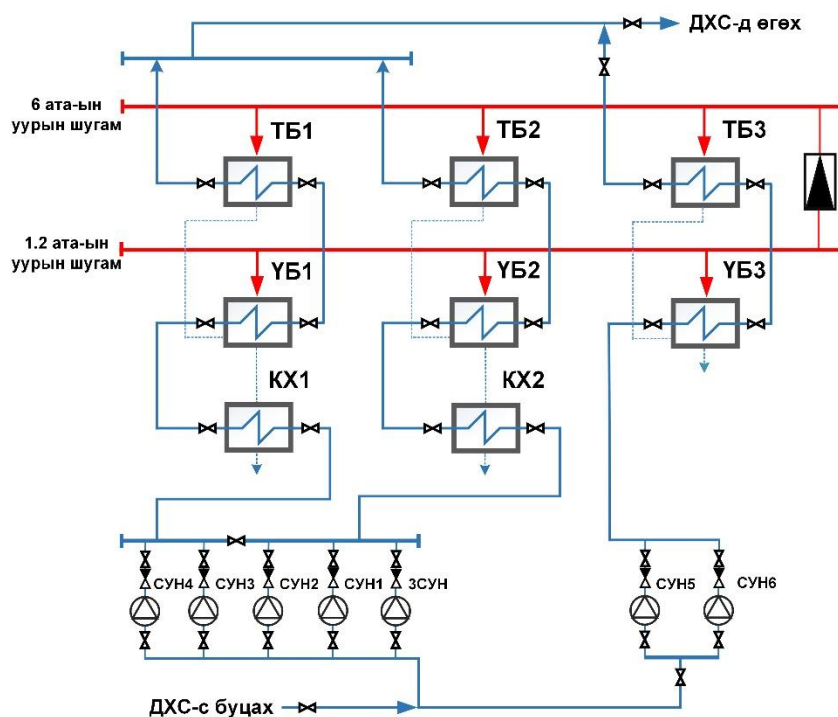 ДХС-д өгөх
6 ата-ын
уурын шугам
ТБ1
ТБ2
ТБ3
1.2 ата-ын
уурын шугам
ҮБ1
ҮБ2
ҮБ3
КХ1
КХ2
СУН4
СУН3
СУН2
СУН1
ЗСУН
СУН5
СУН6
ДХС-с буцах